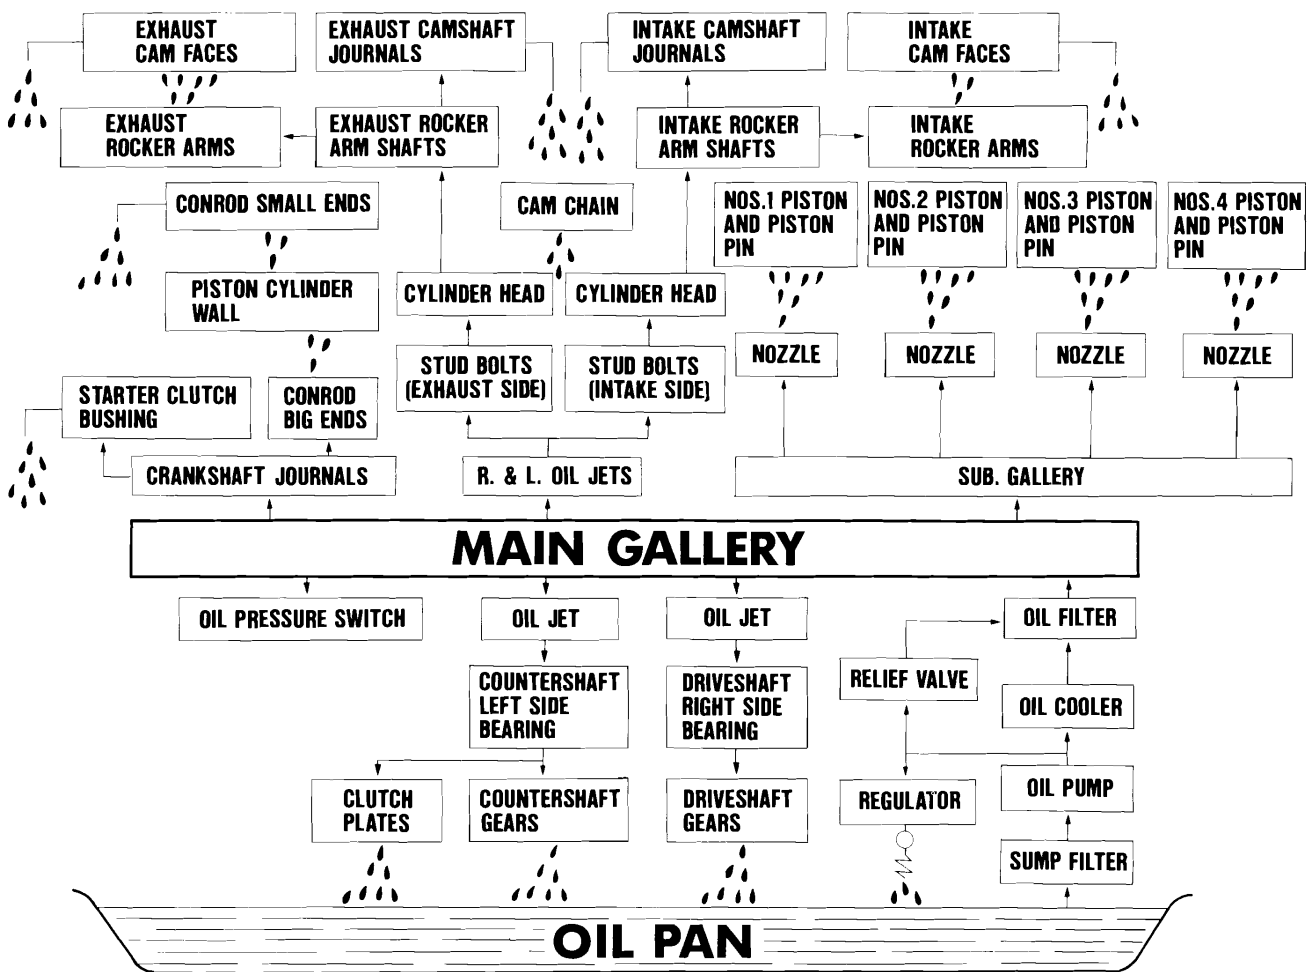 EXHAUST
CAM FACES
EXHAUST CAMSHAFT
JOURNALS
INTAKE CAMSHAFT
JOURNALS
INTAKE
CAM FACES
EXHAUST
ROCKER ARMS
EXHAUST ROCKER
ARM SHAFTS
INTAKE ROCKER
ARM SHAFTS
INTAKE
ROCKER ARMS
CONROD SMALL ENDS
CAM CHAIN
NOS.1 PISTON
AND PISTON
PIN
NOS.2 PISTON
AND PISTON
PIN
NOS.3 PISTON
AND PISTON
PIN
NOS.4 PISTON
AND PISTON
PIN
PISTON CYLINDER
WALL
CYLINDER HEAD
CYLINDER HEAD
NOZZLE
NOZZLE
NOZZLE
NOZZLE
STUD BOLTS
(EXHAUST SIDE)
STUD BOLTS
(INTAKE SIDE)
STARTER CLUTCH
BUSHING
CONROD
BIG ENDS
CRANKSHAFT JOURNALS
R. & L. OIL JETS
SUB. GALLERY
MAIN GALLERY
OIL PRESSURE SWITCH
OIL JET
OIL JET
OIL FILTER
COUNTERSHAFT
LEFT SIDE
BEARING
DRIVESHAFT
RIGHT SIDE
BEARING
RELIEF VALVE
OIL COOLER
CLUTCH
PLATES
COUNTERSHAFT
GEARS
DRIVESHAFT
GEARS
REGULATOR
OIL PUMP
SUMP FILTER
OIL PAN